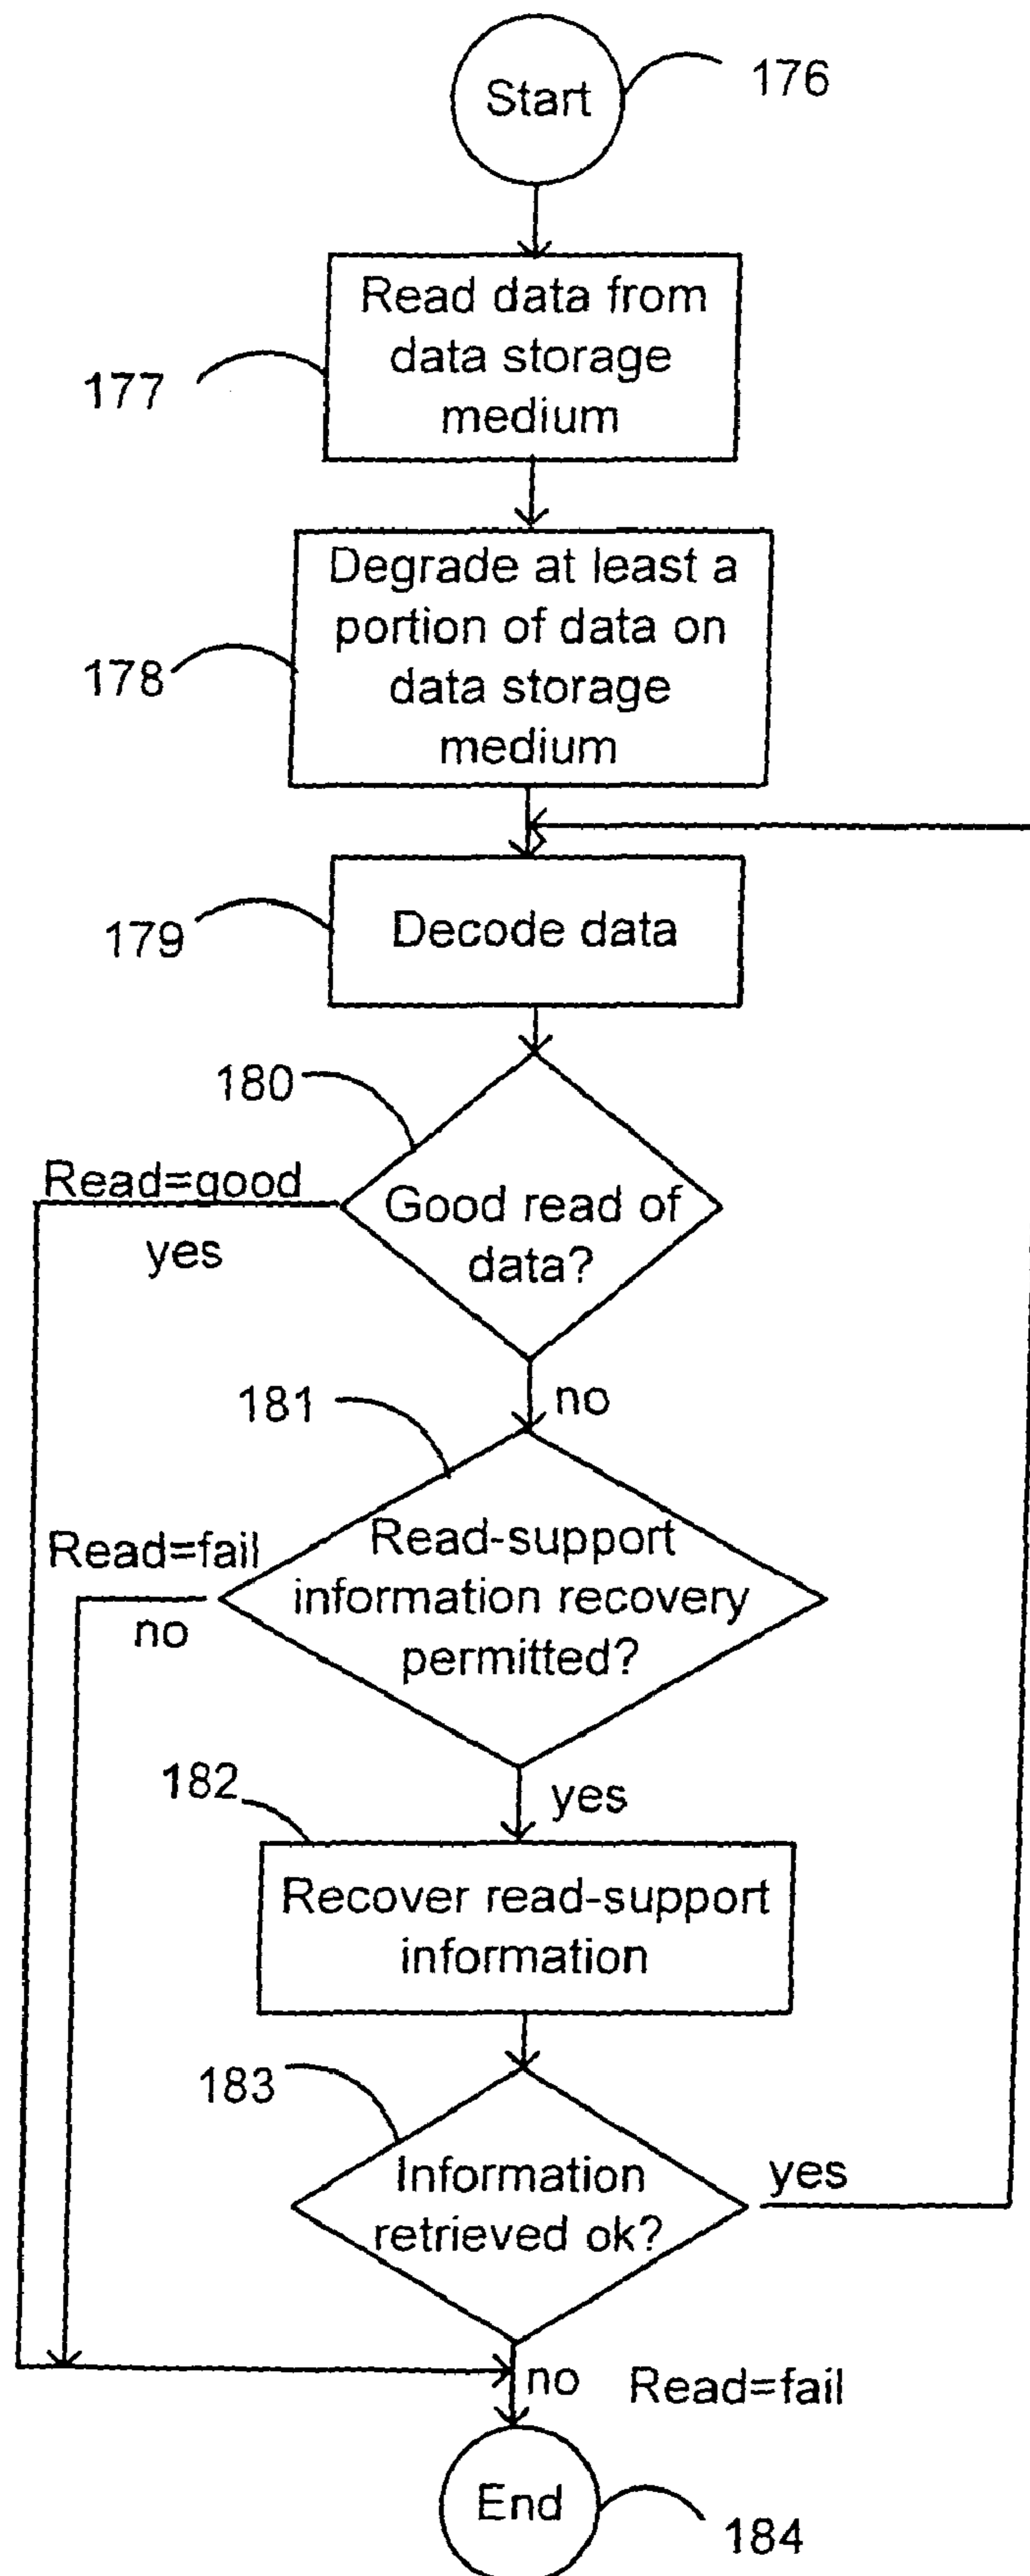 Start
176
Read data from
data storage
medium
177
Degrade at least a
portion of data on
data storage
medium
178
Decode data
179
180
Read=good
yes
Good read of
data?
no
181
Read=fail
no
Read-support
information recovery
permitted?
yes
182
Recover read-support
information
183
Information
retrieved ok?
yes
no
Read=fail
End
184